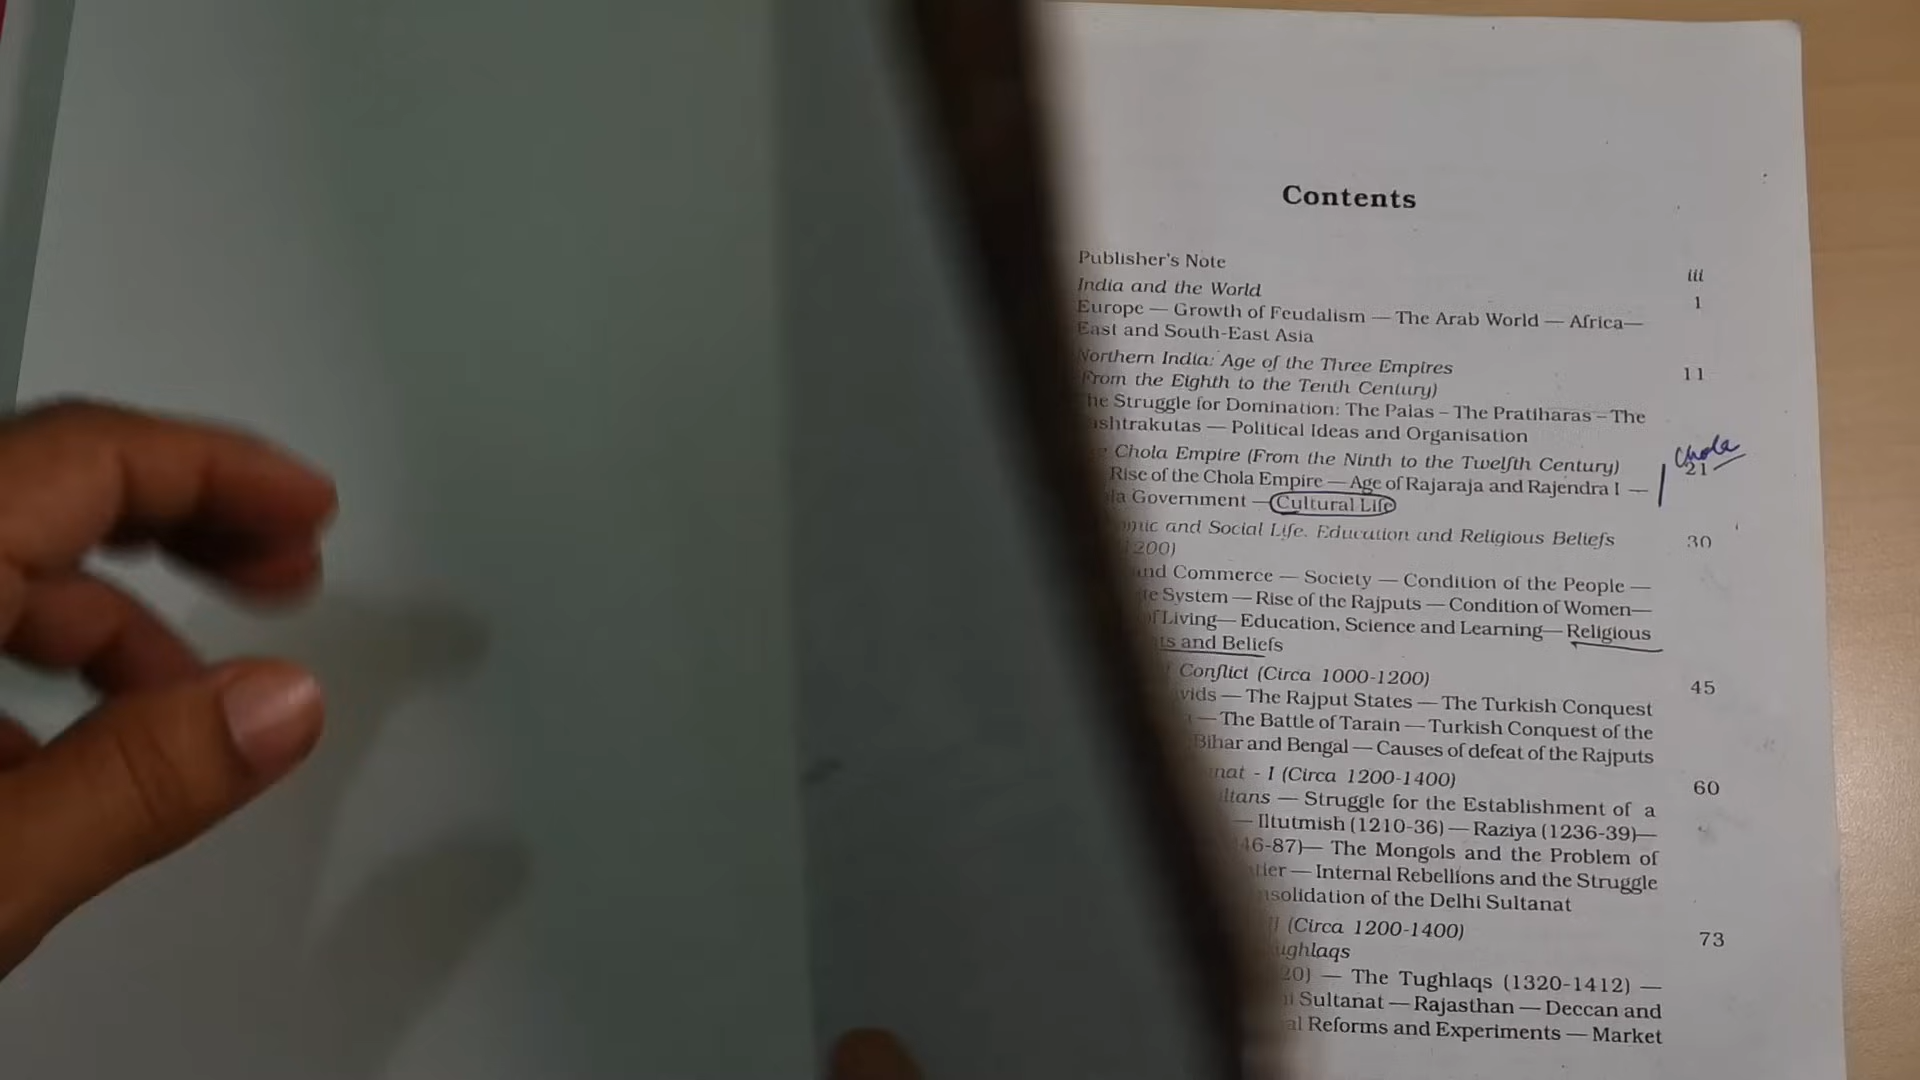 Contents
Publisher's Note iii
India and the World 1
Europe — Growth of Feudalism — The Arab World — Africa—
East and South-East Asia
Northern India: Age of the Three Empires 11
From the Eighth to the Tenth Century)
The Struggle for Domination: The Palas – The Pratiharas – The
ashtrakutas — Political Ideas and Organisation
Chola
Chola Empire (From the Ninth to the Twelfth Century) 21
Rise of the Chola Empire — Age of Rajaraja and Rajendra I —
la Government — Cultural Life
omic and Social Life, Education and Religious Beliefs 30
1200)
and Commerce — Society — Condition of the People —
te System — Rise of the Rajputs — Condition of Women—
of Living— Education, Science and Learning— Religious
ts and Beliefs
Conflict (Circa 1000-1200) 45
vids — The Rajput States — The Turkish Conquest
— The Battle of Tarain — Turkish Conquest of the
Bihar and Bengal — Causes of defeat of the Rajputs
nat - I (Circa 1200-1400) 60
ltans — Struggle for the Establishment of a
— Iltutmish (1210-36) — Raziya (1236-39)—
46-87)— The Mongols and the Problem of
tier — Internal Rebellions and the Struggle
nsolidation of the Delhi Sultanat
(Circa 1200-1400) 73
ughlaqs
20) — The Tughlaqs (1320-1412) —
Sultanat — Rajasthan — Deccan and
al Reforms and Experiments — Market